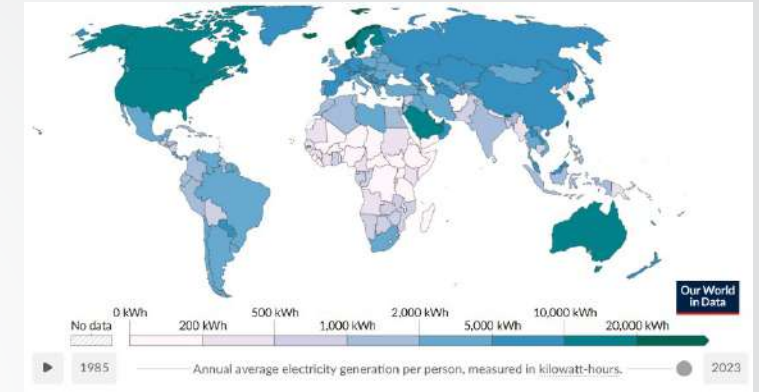 Our World
in Data
0 kWh 500 kWh 2,000 kWh 10,000 kWh
No data 200 kWh 1,000 kWh 5,000 kWh 20,000 kWh
1985 Annual average electricity generation per person, measured in kilowatt-hours. 2023